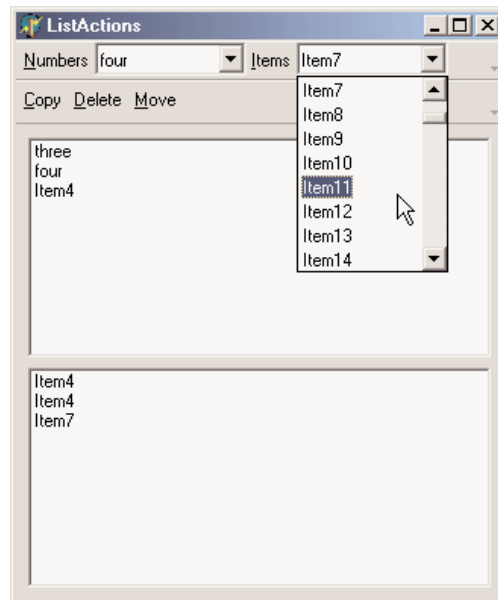 ListActions
Numbers four Items Item7
Copy Delete Move
Item7
Item8
Item9
Item10
Item11
Item12
Item13
Item14
three
four
Item4
Item4
Item4
Item7